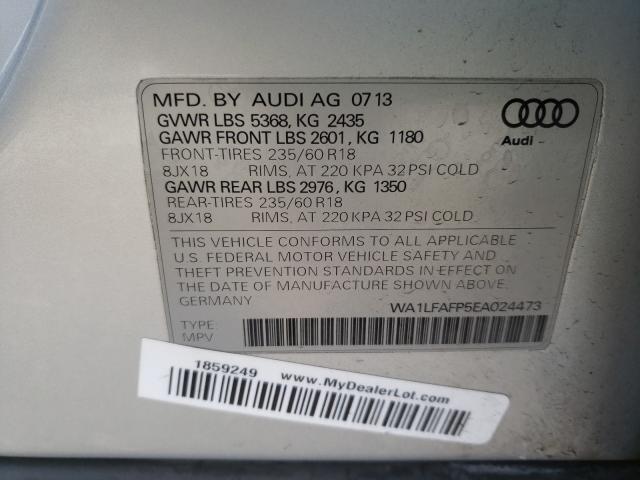 MFD. BY AUDI AG 07 13
GVWR LBS 5368, KG 2435
GAWR FRONT LBS 2601, KG 1180
FRONT-TIRES 235/60 R18
8JX18 RIMS, AT 220 KPA 32 PSI COLD
GAWR REAR LBS 2976, KG 1350
REAR-TIRES 235/60 R18
8JX18 RIMS, AT 220 KPA 32 PSI COLD
Audi
THIS VEHICLE CONFORMS TO ALL APPLICABLE
U.S. FEDERAL MOTOR VEHICLE SAFETY AND
THEFT PREVENTION STANDARDS IN EFFECT ON
THE DATE OF MANUFACTURE SHOWN ABOVE.
GERMANY
WA1LFAFP5EA024473
TYPE:
MPV
1859249 www.MyDealerLot.com